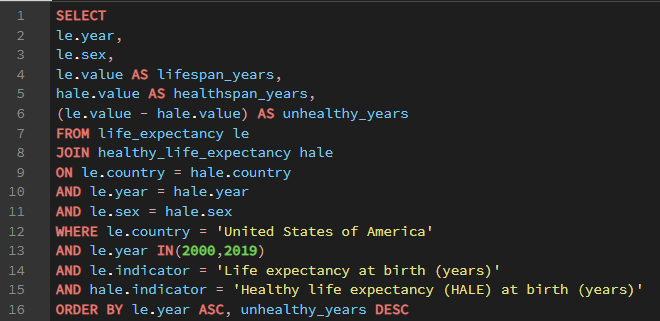 1 SELECT
2 le.year,
3 le.sex,
4 le.value AS lifespan_years,
5 hale.value AS healthspan_years,
6 (le.value - hale.value) AS unhealthy_years
7 FROM life_expectancy le
8 JOIN healthy_life_expectancy hale
9 ON le.country = hale.country
10 AND le.year = hale.year
11 AND le.sex = hale.sex
12 WHERE le.country = 'United States of America'
13 AND le.year IN(2000,2019)
14 AND le.indicator = 'Life expectancy at birth (years)'
15 AND hale.indicator = 'Healthy life expectancy (HALE) at birth (years)'
16 ORDER BY le.year ASC, unhealthy_years DESC